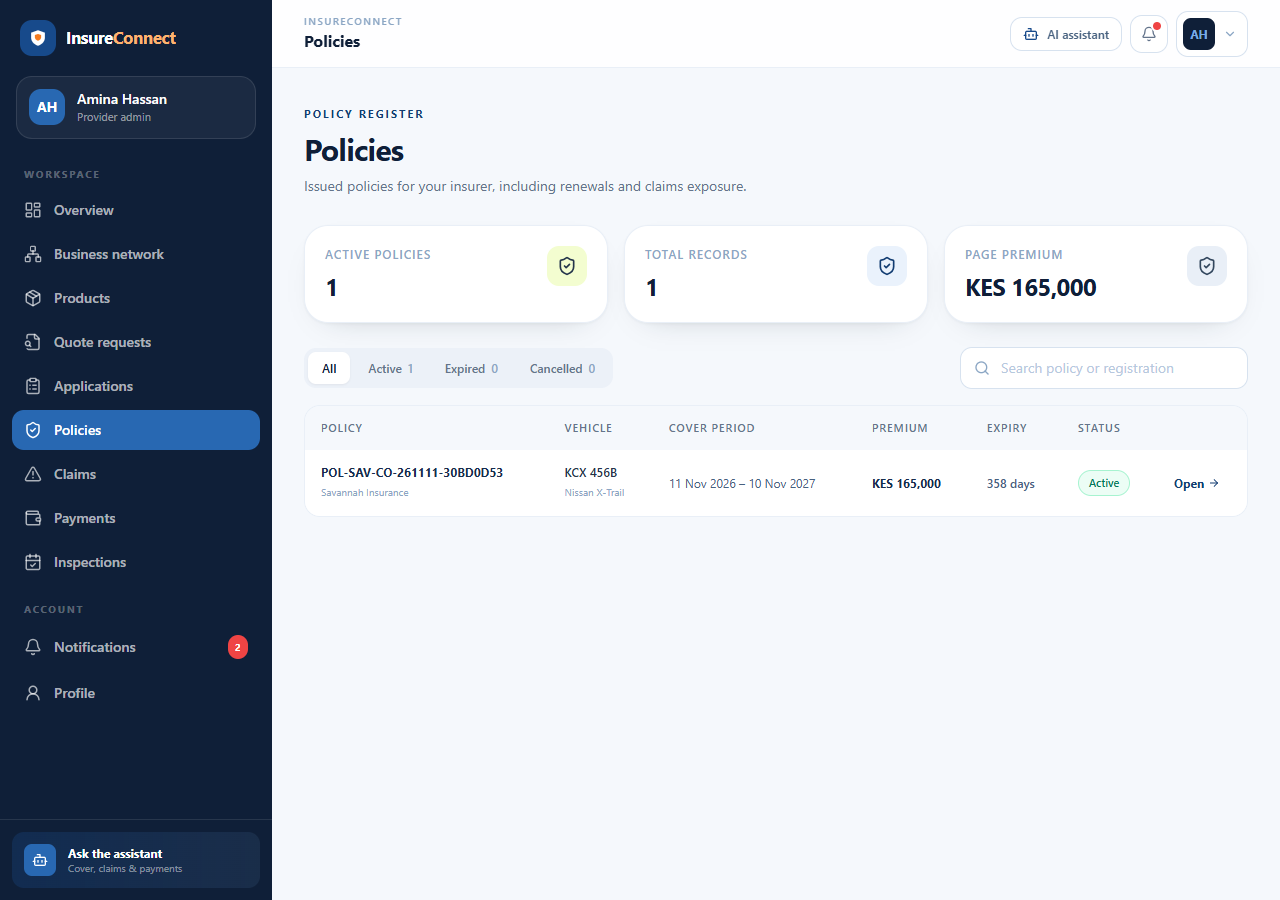 InsureConnect
AH
Amina Hassan
Provider admin
WORKSPACE
Overview
Business network
Products
Quote requests
Applications
Policies
Claims
Payments
Inspections
ACCOUNT
Notifications 2
Profile
Ask the assistant
Cover, claims & payments
INSURECONNECT
Policies
AI assistant
AH
POLICY REGISTER
Policies
Issued policies for your insurer, including renewals and claims exposure.
ACTIVE POLICIES
1
TOTAL RECORDS
1
PAGE PREMIUM
KES 165,000
All Active 1 Expired 0 Cancelled 0
Search policy or registration
POLICY VEHICLE COVER PERIOD PREMIUM EXPIRY STATUS
POL-SAV-CO-261111-30BD0D53 KCX 456B 11 Nov 2026 – 10 Nov 2027 KES 165,000 358 days Active Open →
Savannah Insurance Nissan X-Trail